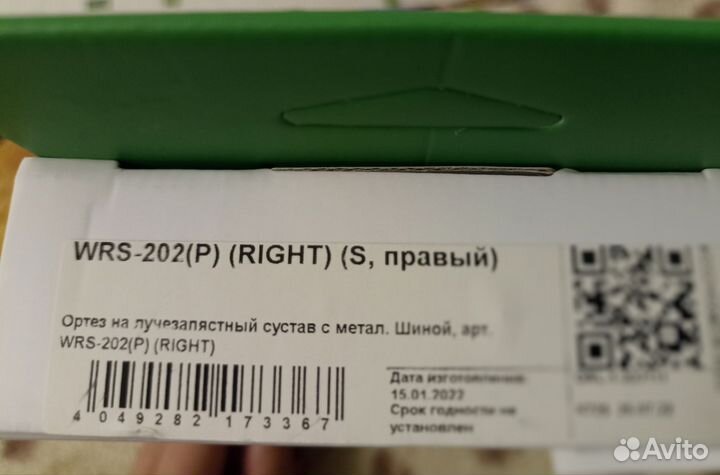 WRS-202(P) (RIGHT) (S, правый)
Ортез на лучезапястный сустав с метал. Шиной, арт.
WRS-202(P) (RIGHT)
4 049282 173367
Дата изготовления
15.01.2022
Срок годности не
установлен
Avito